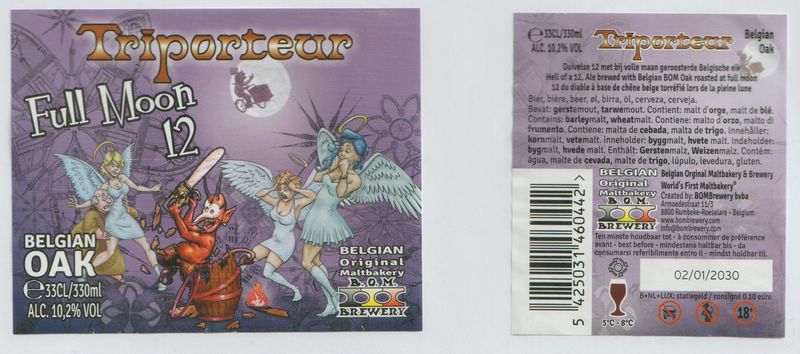 Triporteur
Full Moon
12
BELGIAN
OAK
℮33CL/330ml
ALC. 10,2% VOL
BELGIAN
Original
Maltbakery
B.O.M.
BREWERY
℮33CL/330ml
ALC. 10,2% VOL
Triporteur
Belgian
Oak
Duivelse 12 met bij volle maan geroosterde Belgische eik
Hell of a 12, Ale brewed with Belgian BOM Oak roasted at full moon
12 du diable à base de chêne belge torréfié lors de la pleine lune
Bier, bière, beer, øl, birra, öl, cerveza, cerveja.
Bevat: gerstemout, tarwemout. Contient: malt d'orge, malt de blé.
Contains: barleymalt, wheatmalt. Contiene: malto d'orzo, malto di
frumento. Contiene: malta de cebada, malta de trigo. Innehåller:
kornmalt, vetemalt. Inneholder: byggmalt, hvete malt. Indeholder:
bygmalt, hvede malt. Enthält: Gerstenmalz, Weizenmalz. Contém:
água, malta de cevada, malta de trigo, lúpulo, levedura, gluten.
BELGIAN
Original
Maltbakery
B.O.M.
BREWERY
Belgian Orginal Maltbakery & Brewery
World's First Maltbakery®
Created by: BOMBrewery bvba
Armoedestraat 11/3
8800 Rumbeke-Roeselare • Belgium
www.bombrewery.com
info@bombrewery.com
Ten minste houdbaar tot - à consommer de préférence
avant - best before - mindestens haltbar bis - da
consumarsi referibilmente entro il - minst holdbar til.
02/01/2030
5°C - 8°C
B+NL+LUX: statiegeld / consigné 0.10 euro
18+
5 425031 460442 >